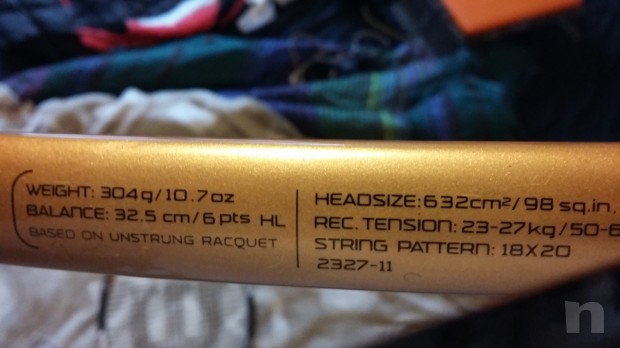 WEIGHT: 304g/10.7oz
BALANCE: 32.5 cm/6 pts HL
BASED ON UNSTRUNG RACQUET
HEADSIZE: 632cm²/98 sq.in.
REC. TENSION: 23-27kg/50-6
STRING PATTERN: 18X20
2327-11
n